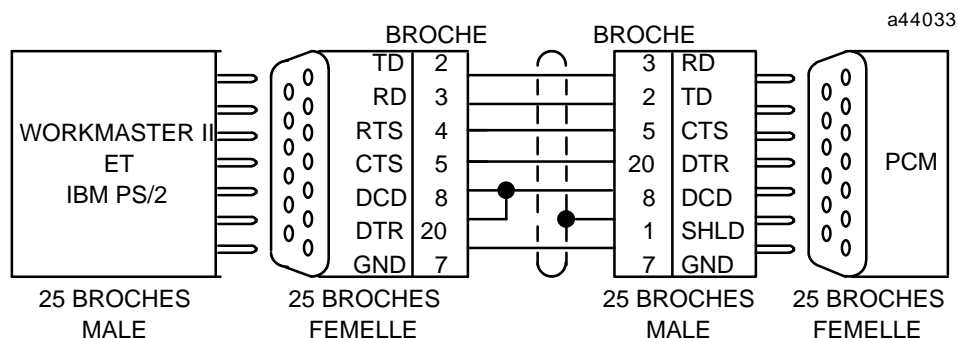 a44033
BROCHE BROCHE
TD 2 3 RD
RD 3 2 TD
RTS 4 5 CTS
CTS 5 20 DTR
DCD 8 8 DCD
DTR 20 1 SHLD
GND 7 7 GND
WORKMASTER II
ET
IBM PS/2
PCM
25 BROCHES 25 BROCHES 25 BROCHES 25 BROCHES
MALE FEMELLE MALE FEMELLE